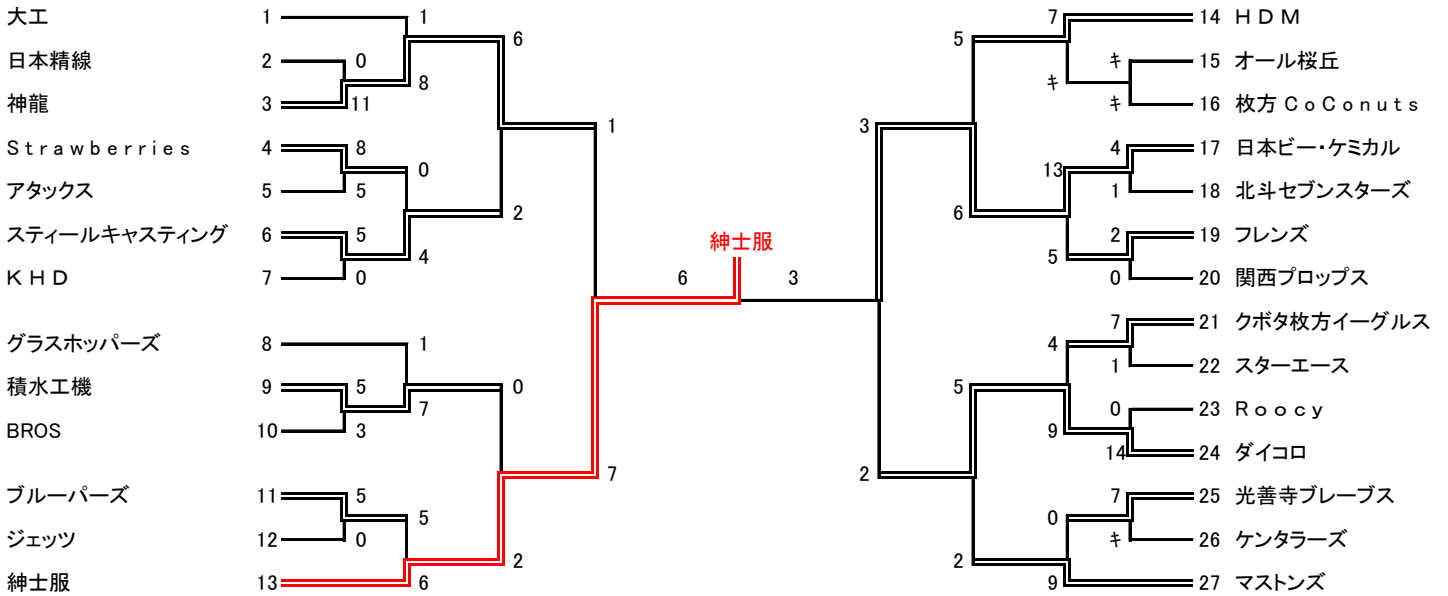 大工 1 1 7 14 ＨＤＭ
6 5
日本精線 2 0 ｷ 15 オール桜丘
8 ｷ
神龍 3 11 ｷ 16 枚方 ＣｏＣｏｎｕｔｓ
1 3
Ｓｔｒａｗｂｅｒｒｉｅｓ 4 8 4 17 日本ビー・ケミカル
0 13
アタックス 5 5 1 18 北斗セブンスターズ
2 6
スティールキャスティング 6 5 2 19 フレンズ
紳士服
4 5
ＫＨＤ 7 0 6 3 0 20 関西プロップス
7 21 クボタ枚方イーグルス
グラスホッパーズ 8 1 4
1 22 スターエース
積水工機 9 5 0 5
7 0 23 Ｒｏｏｃｙ
BROS 10 3 9
14 24 ダイコロ
7 2
ブルーパーズ 11 5 7 25 光善寺ブレーブス
5 0
ジェッツ 12 0 ｷ 26 ケンタラーズ
2 2
紳士服 13 6 9 27 マストンズ